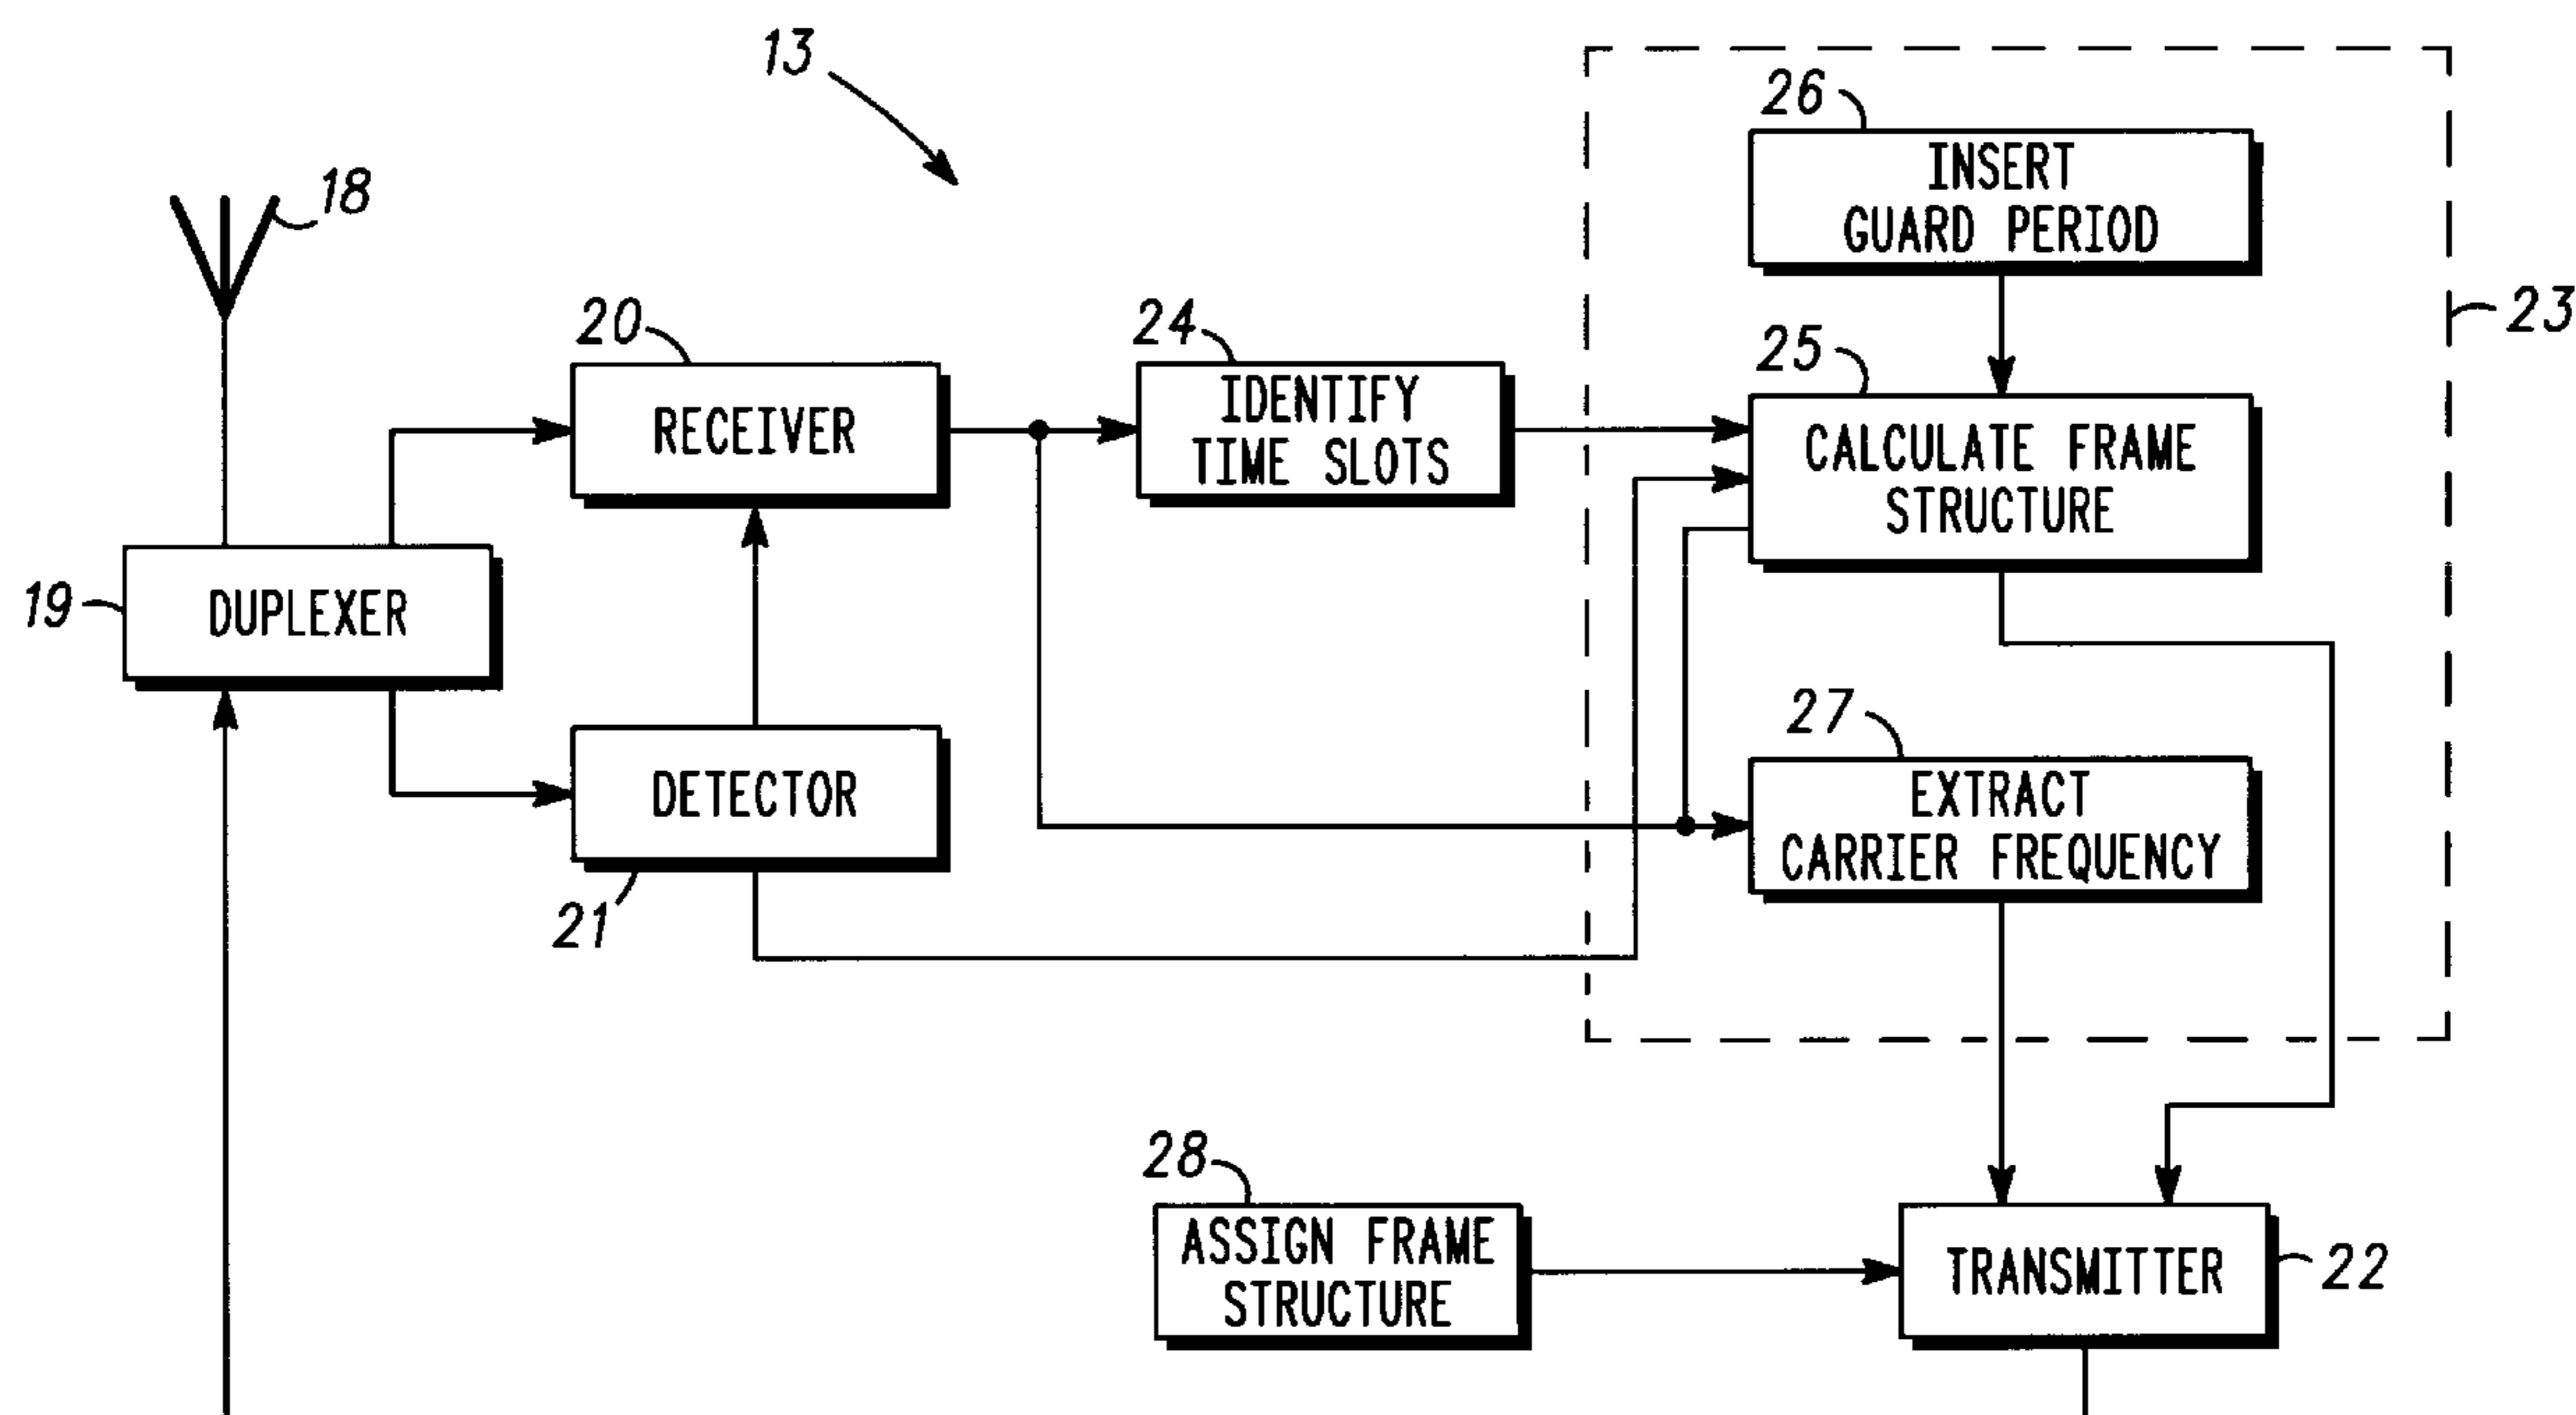 13
26
INSERT
GUARD PERIOD
18
23
20
24
25
RECEIVER
IDENTIFY
TIME SLOTS
CALCULATE FRAME
STRUCTURE
19
DUPLEXER
27
DETECTOR
EXTRACT
CARRIER FREQUENCY
21
28
ASSIGN FRAME
STRUCTURE
TRANSMITTER
22